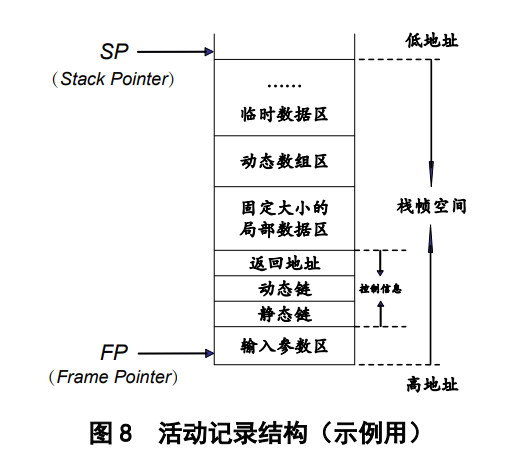 低地址
SP
（Stack Pointer）
……
临时数据区
动态数组区
固定大小的
局部数据区
栈帧空间
返回地址
动态链
控制信息
静态链
FP
（Frame Pointer）
输入参数区
高地址
图 8 活动记录结构（示例用）